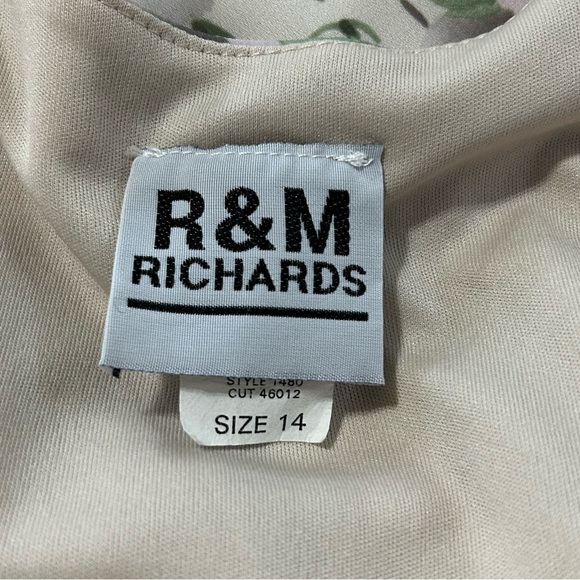 R&M
RICHARDS
STYLE 1480
CUT 46012
SIZE 14